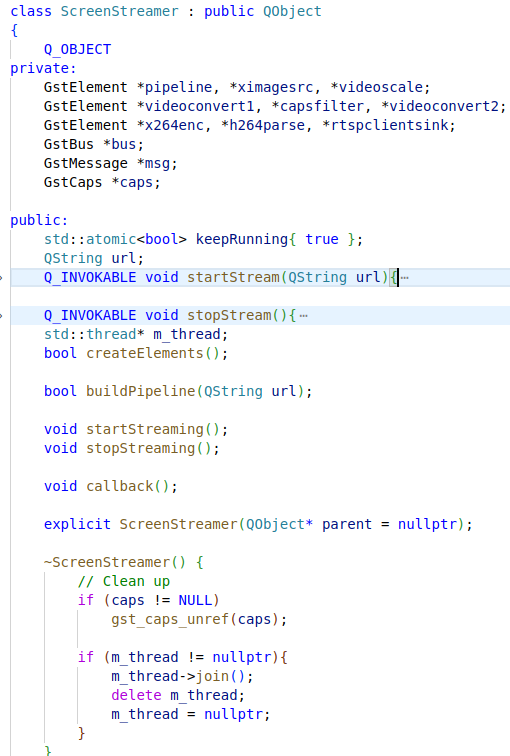 class ScreenStreamer : public QObject
{
    Q_OBJECT
private:
    GstElement *pipeline, *ximagesrc, *videoscale;
    GstElement *videoconvert1, *capsfilter, *videoconvert2;
    GstElement *x264enc, *h264parse, *rtspclientsink;
    GstBus *bus;
    GstMessage *msg;
    GstCaps *caps;

public:
    std::atomic<bool> keepRunning{ true };
    QString url;
    Q_INVOKABLE void startStream(QString url){⋯

    Q_INVOKABLE void stopStream(){⋯
    std::thread* m_thread;
    bool createElements();

    bool buildPipeline(QString url);

    void startStreaming();
    void stopStreaming();

    void callback();

    explicit ScreenStreamer(QObject* parent = nullptr);

    ~ScreenStreamer() {
        // Clean up
        if (caps != NULL)
            gst_caps_unref(caps);

        if (m_thread != nullptr){
            m_thread->join();
            delete m_thread;
            m_thread = nullptr;
        }
    }